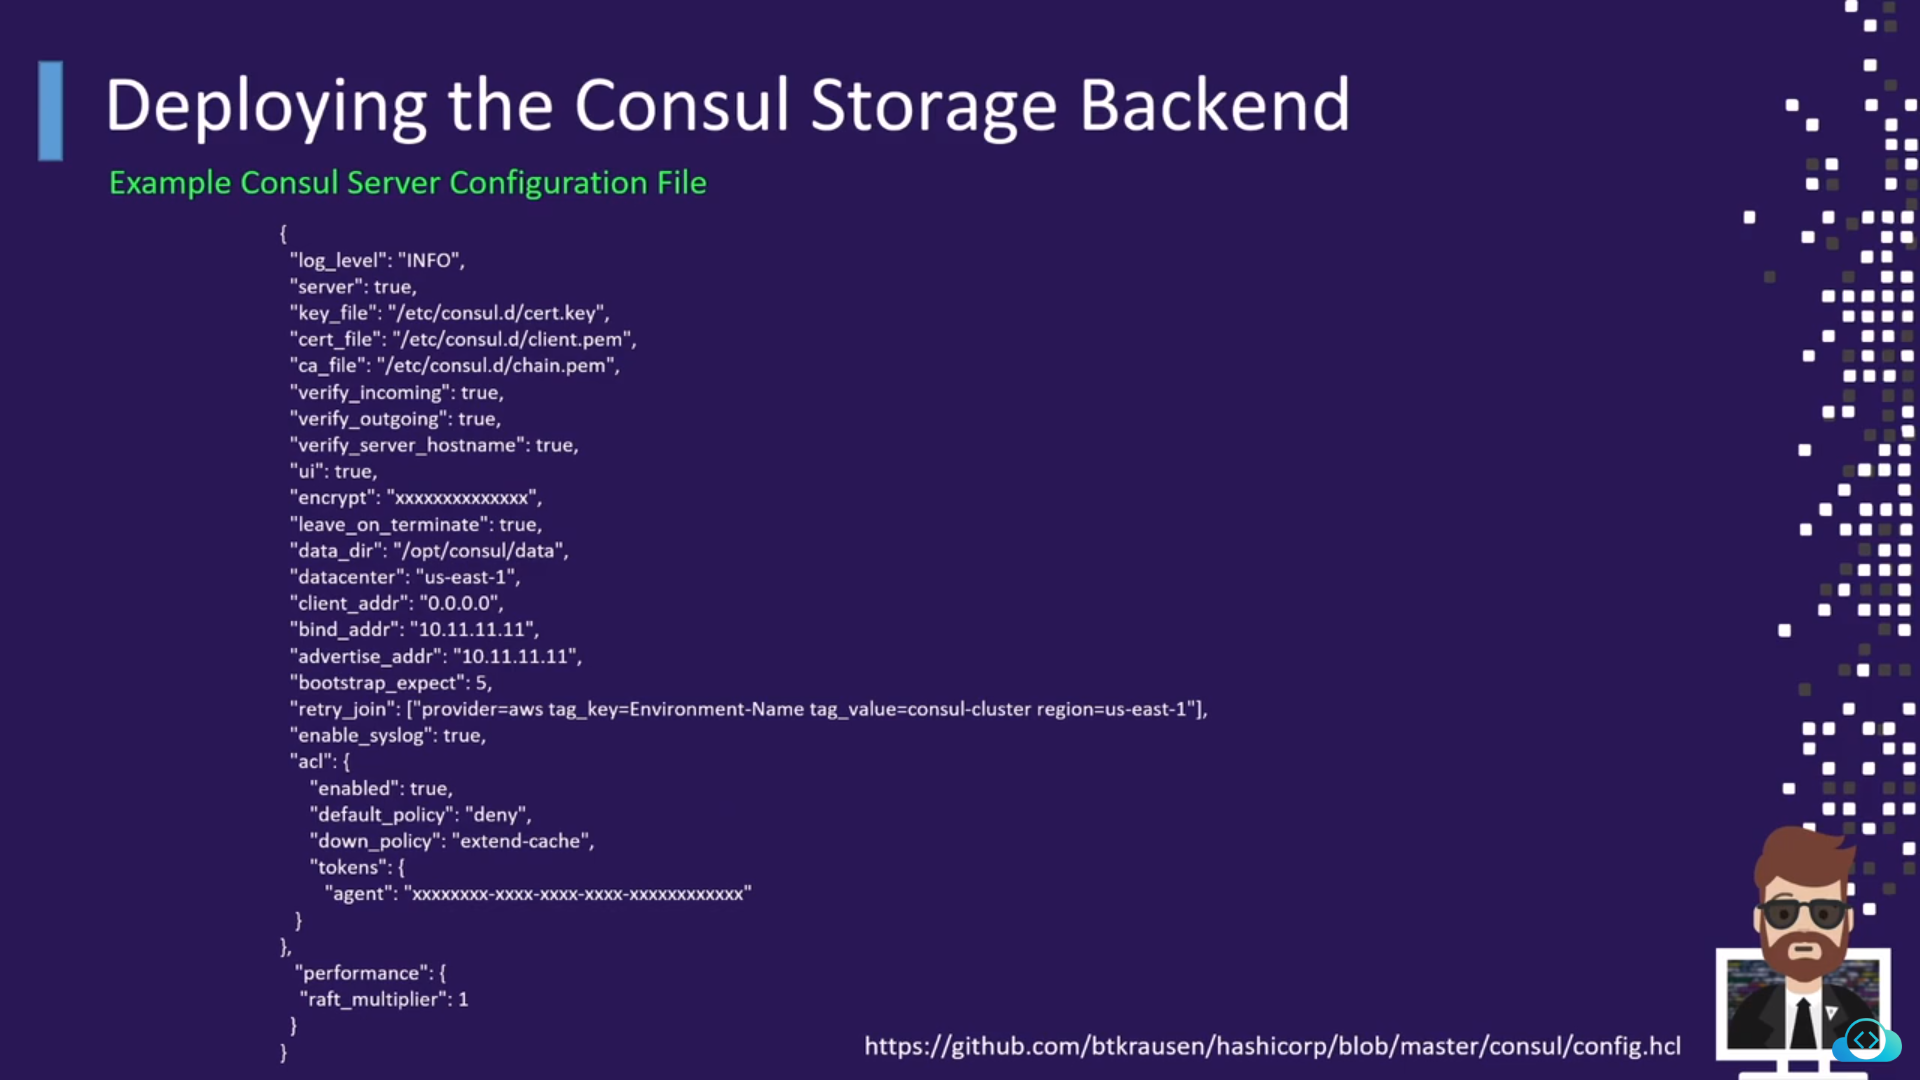 Deploying the Consul Storage Backend
Example Consul Server Configuration File
{
"log_level": "INFO",
"server": true,
"key_file": "/etc/consul.d/cert.key",
"cert_file": "/etc/consul.d/client.pem",
"ca_file": "/etc/consul.d/chain.pem",
"verify_incoming": true,
"verify_outgoing": true,
"verify_server_hostname": true,
"ui": true,
"encrypt": "xxxxxxxxxxxxxx",
"leave_on_terminate": true,
"data_dir": "/opt/consul/data",
"datacenter": "us-east-1",
"client_addr": "0.0.0.0",
"bind_addr": "10.11.11.11",
"advertise_addr": "10.11.11.11",
"bootstrap_expect": 5,
"retry_join": ["provider=aws tag_key=Environment-Name tag_value=consul-cluster region=us-east-1"],
"enable_syslog": true,
"acl": {
"enabled": true,
"default_policy": "deny",
"down_policy": "extend-cache",
"tokens": {
"agent": "xxxxxxxx-xxxx-xxxx-xxxx-xxxxxxxxxxxx"
}
},
"performance": {
"raft_multiplier": 1
}
}
https://github.com/btkrausen/hashicorp/blob/master/consul/config.hcl